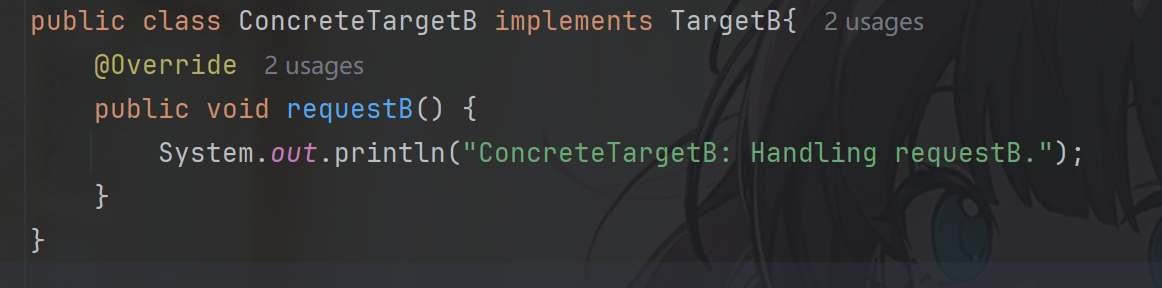 public class ConcreteTargetB implements TargetB{ 2 usages
@Override 2 usages
public void requestB() {
System.out.println("ConcreteTargetB: Handling requestB.");
}
}